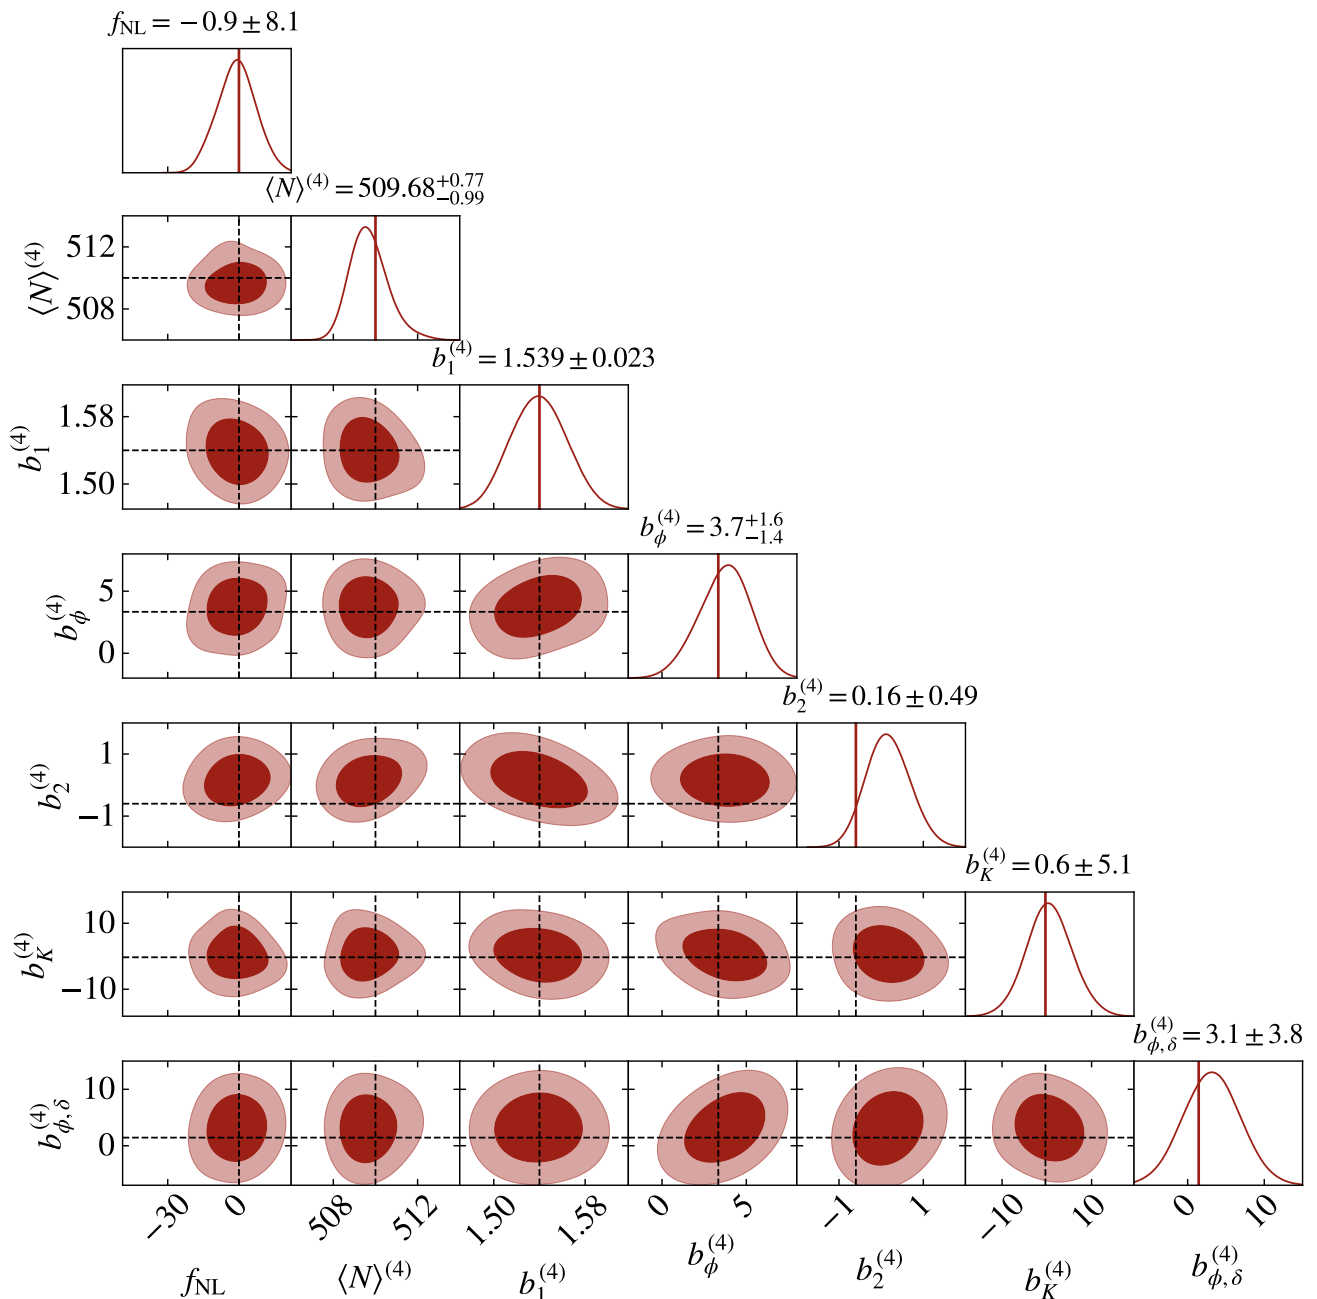 f_NL = −0.9 ± 8.1
⟨N⟩^(4) = 509.68^{+0.77}_{−0.99}
512
508
⟨N⟩^(4)
b_1^(4) = 1.539 ± 0.023
1.58
1.50
b_1^(4)
b_ϕ^(4) = 3.7^{+1.6}_{−1.4}
5
0
b_ϕ^(4)
b_2^(4) = 0.16 ± 0.49
1
−1
b_2^(4)
b_K^(4) = 0.6 ± 5.1
10
−10
b_K^(4)
b_{ϕ,δ}^(4) = 3.1 ± 3.8
10
0
b_{ϕ,δ}^(4)
−30 0 508 512 1.50 1.58 0 5 −1 1 −10 10 0 10
f_NL ⟨N⟩^(4) b_1^(4) b_ϕ^(4) b_2^(4) b_K^(4) b_{ϕ,δ}^(4)